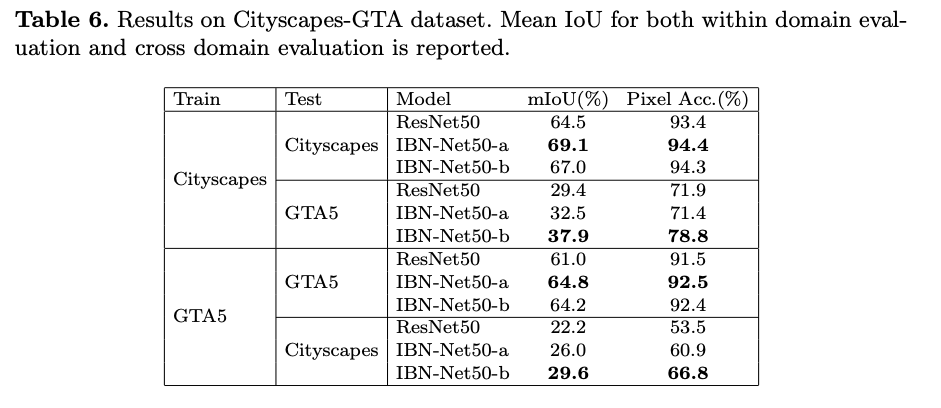 Table 6. Results on Cityscapes-GTA dataset. Mean IoU for both within domain eval-
uation and cross domain evaluation is reported.
Train Test Model mIoU(%) Pixel Acc.(%)
Cityscapes Cityscapes ResNet50 64.5 93.4
IBN-Net50-a 69.1 94.4
IBN-Net50-b 67.0 94.3
GTA5 ResNet50 29.4 71.9
IBN-Net50-a 32.5 71.4
IBN-Net50-b 37.9 78.8
GTA5 GTA5 ResNet50 61.0 91.5
IBN-Net50-a 64.8 92.5
IBN-Net50-b 64.2 92.4
Cityscapes ResNet50 22.2 53.5
IBN-Net50-a 26.0 60.9
IBN-Net50-b 29.6 66.8